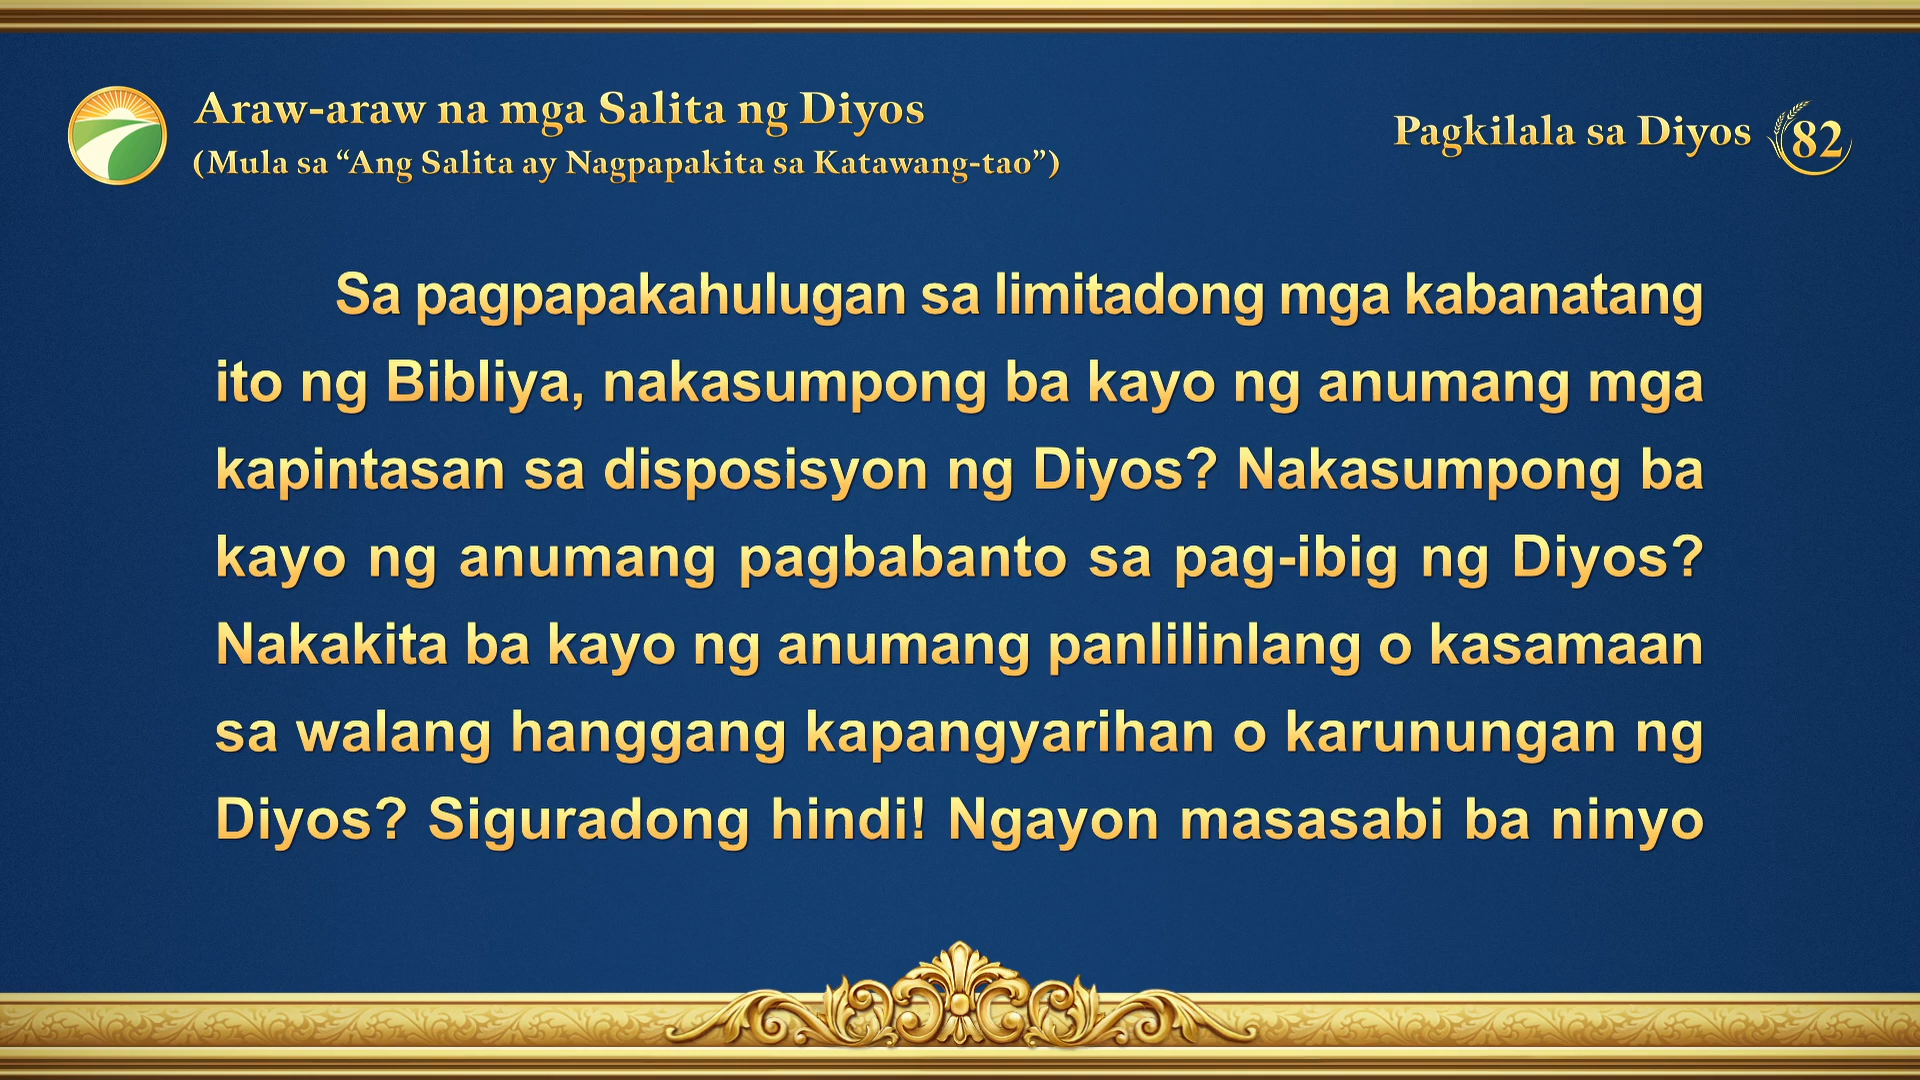 Araw-araw na mga Salita ng Diyos
(Mula sa “Ang Salita ay Nagpapakita sa Katawang-tao”)
Pagkilala sa Diyos 82
Sa pagpapakahulugan sa limitadong mga kabanatang
ito ng Bibliya, nakasumpong ba kayo ng anumang mga
kapintasan sa disposisyon ng Diyos? Nakasumpong ba
kayo ng anumang pagbabanto sa pag-ibig ng Diyos?
Nakakita ba kayo ng anumang panlilinlang o kasamaan
sa walang hanggang kapangyarihan o karunungan ng
Diyos? Siguradong hindi! Ngayon masasabi ba ninyo